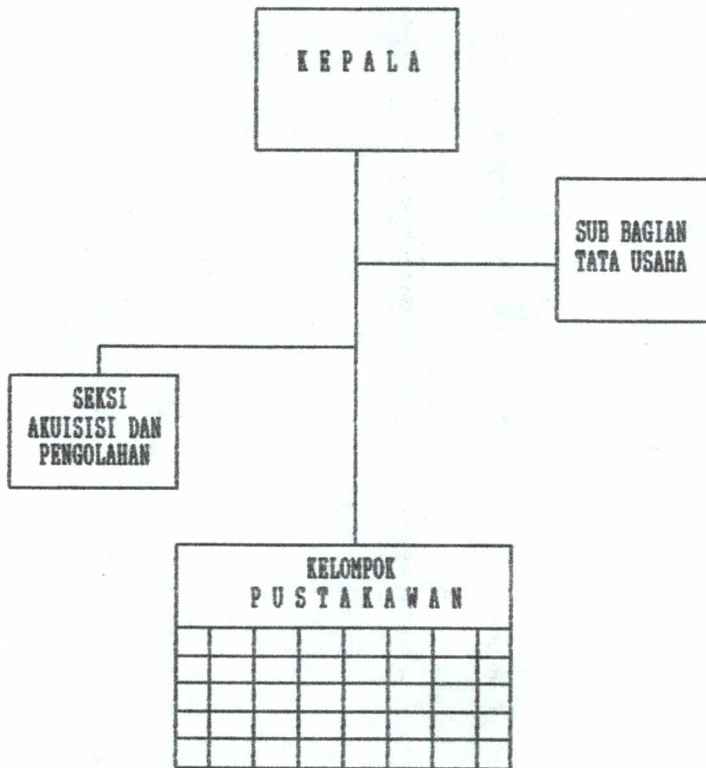 K E P A L A
SUB BAGIAN
TATA USAHA
SEKSI
AKUISISI DAN
PENGOLAHAN
KELOMPOK
P U S T A K A W A N